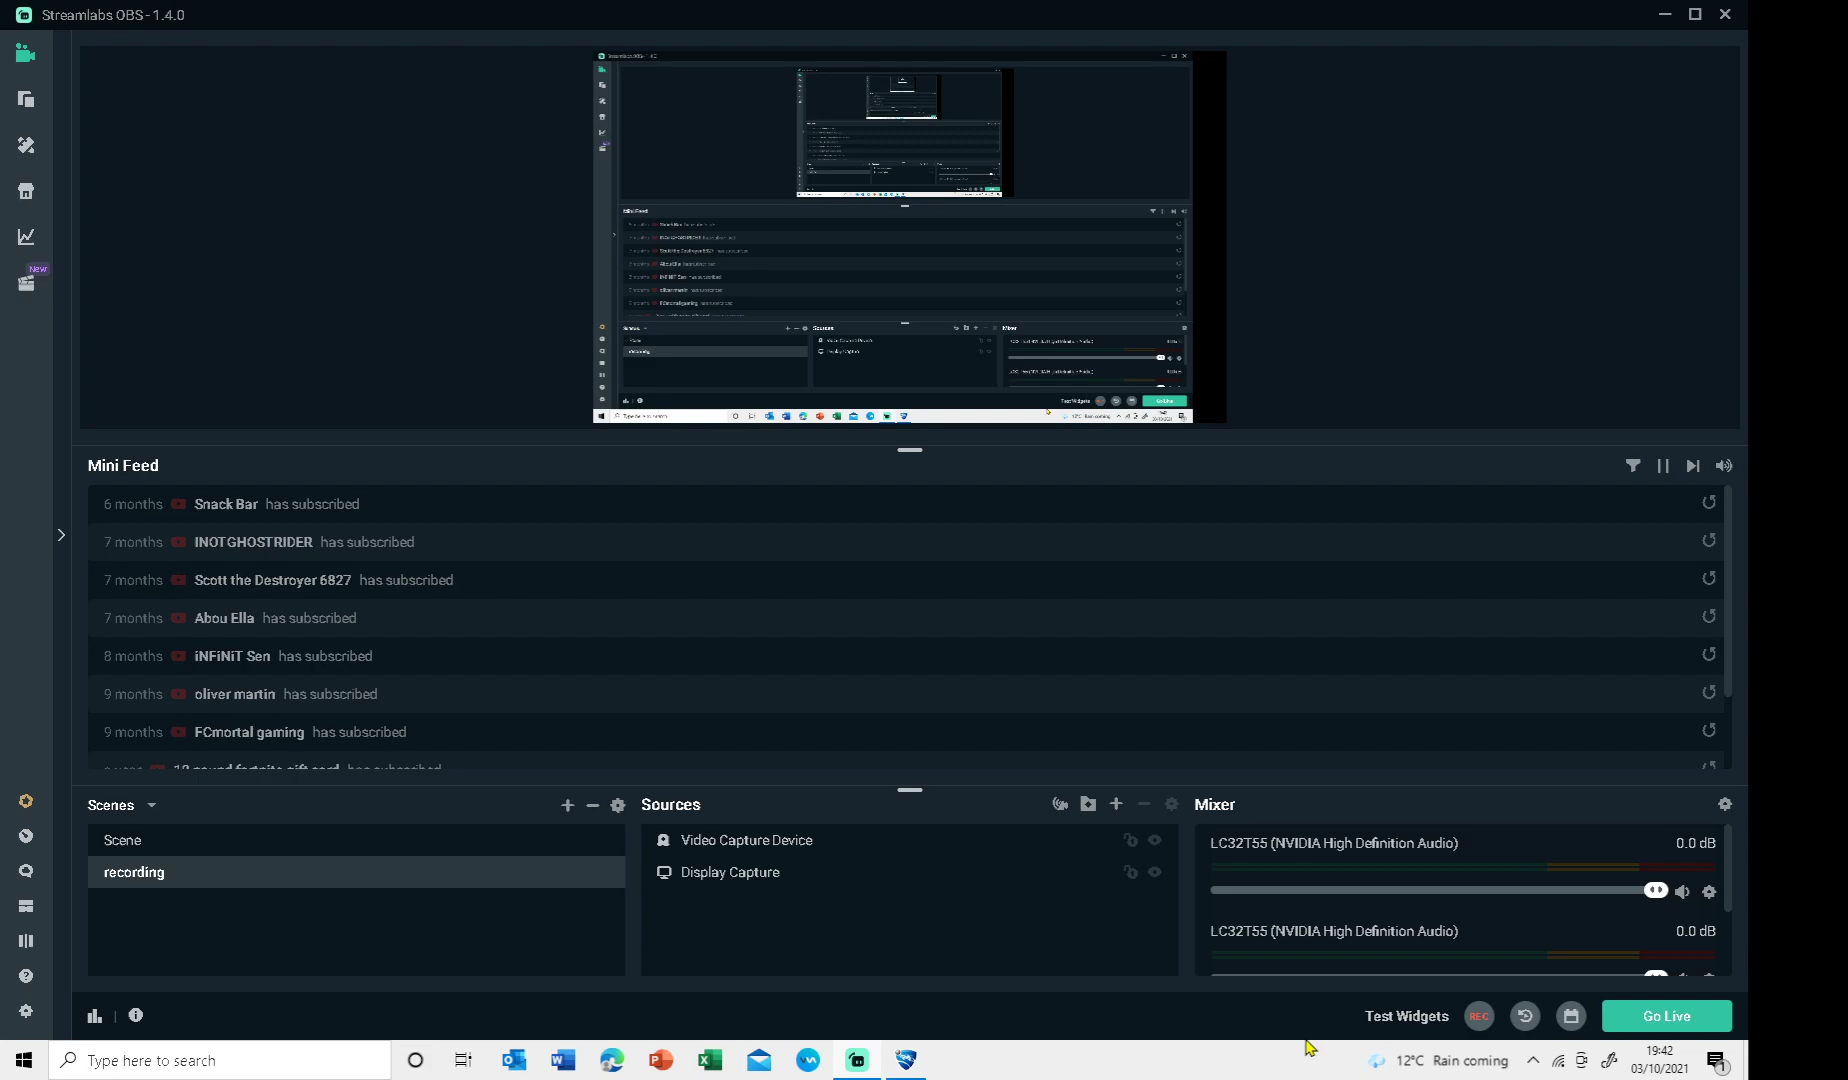 Streamlabs OBS - 1.4.0
New
Mini Feed
6 months Snack Bar has subscribed
7 months INOTGHOSTRIDER has subscribed
7 months Scott the Destroyer 6827 has subscribed
7 months Abou Ella has subscribed
8 months iNFiNiT Sen has subscribed
9 months oliver martin has subscribed
9 months FCmortal gaming has subscribed
Scenes
Scene
recording
Sources
Video Capture Device
Display Capture
Mixer
LC32T55 (NVIDIA High Definition Audio) 0.0 dB
LC32T55 (NVIDIA High Definition Audio) 0.0 dB
Test Widgets REC Go Live
Type here to search
12°C Rain coming
19:42
03/10/2021
1